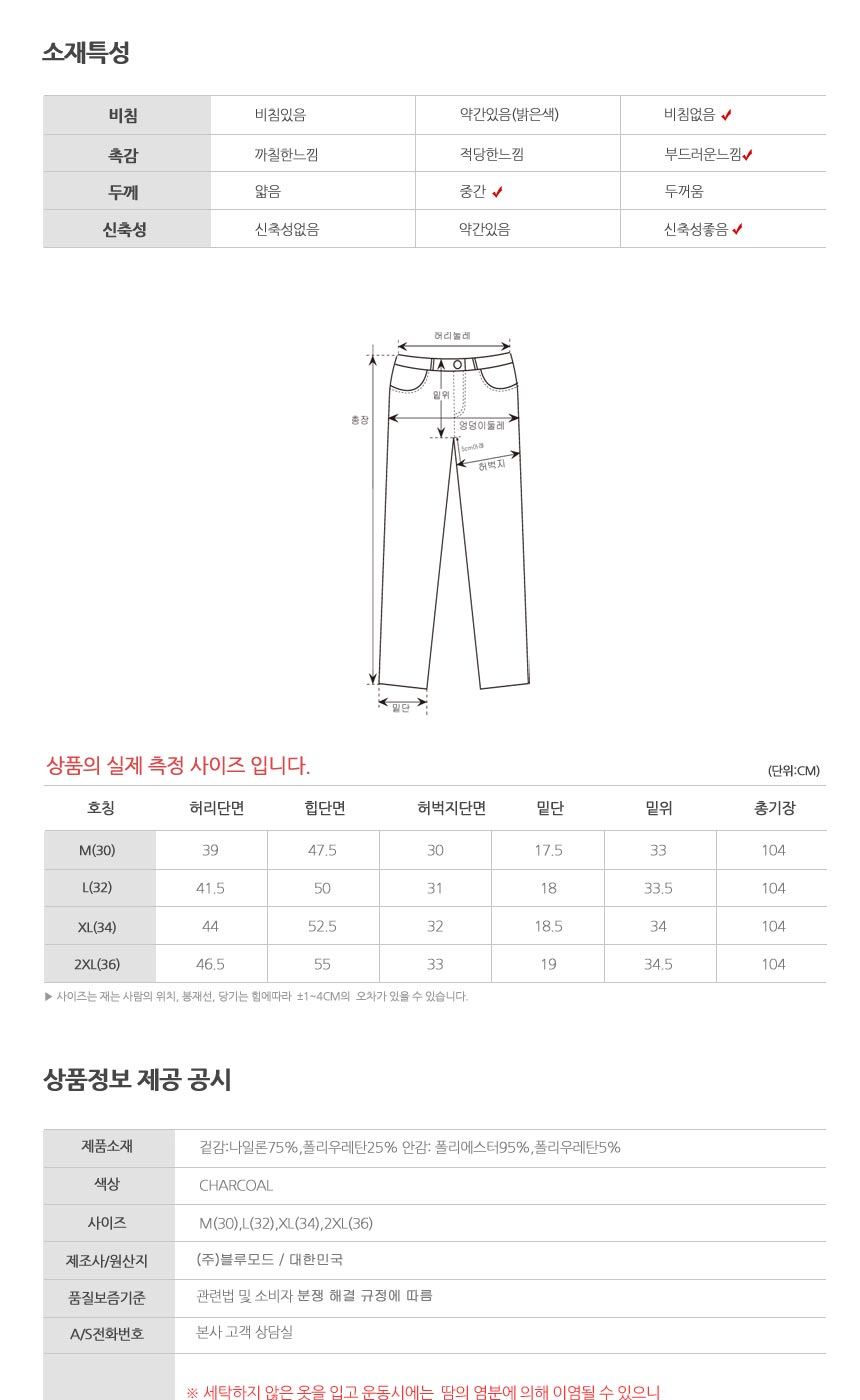 소재특성
비침 비침있음 약간있음(밝은색) 비침없음
촉감 까칠한느낌 적당한느낌 부드러운느낌
두께 얇음 중간 두꺼움
신축성 신축성없음 약간있음 신축성좋음
허리둘레
밑위
총장
엉덩이둘레
5cm아래
허벅지
밑단
상품의 실제 측정 사이즈 입니다. (단위:CM)
호칭 허리단면 힙단면 허벅지단면 밑단 밑위 총기장
M(30) 39 47.5 30 17.5 33 104
L(32) 41.5 50 31 18 33.5 104
XL(34) 44 52.5 32 18.5 34 104
2XL(36) 46.5 55 33 19 34.5 104
▶ 사이즈는 재는 사람의 위치, 봉재선, 당기는 힘에따라 ±1~4CM의 오차가 있을 수 있습니다.
상품정보 제공 공시
제품소재 겉감:나일론75%,폴리우레탄25% 안감: 폴리에스터95%,폴리우레탄5%
색상 CHARCOAL
사이즈 M(30),L(32),XL(34),2XL(36)
제조사/원산지 (주)블루모드 / 대한민국
품질보증기준 관련법 및 소비자 분쟁 해결 규정에 따름
A/S전화번호 본사 고객 상담실
※ 세탁하지 않은 옷을 입고 운동시에는 땀의 염분에 의해 이염될 수 있으니